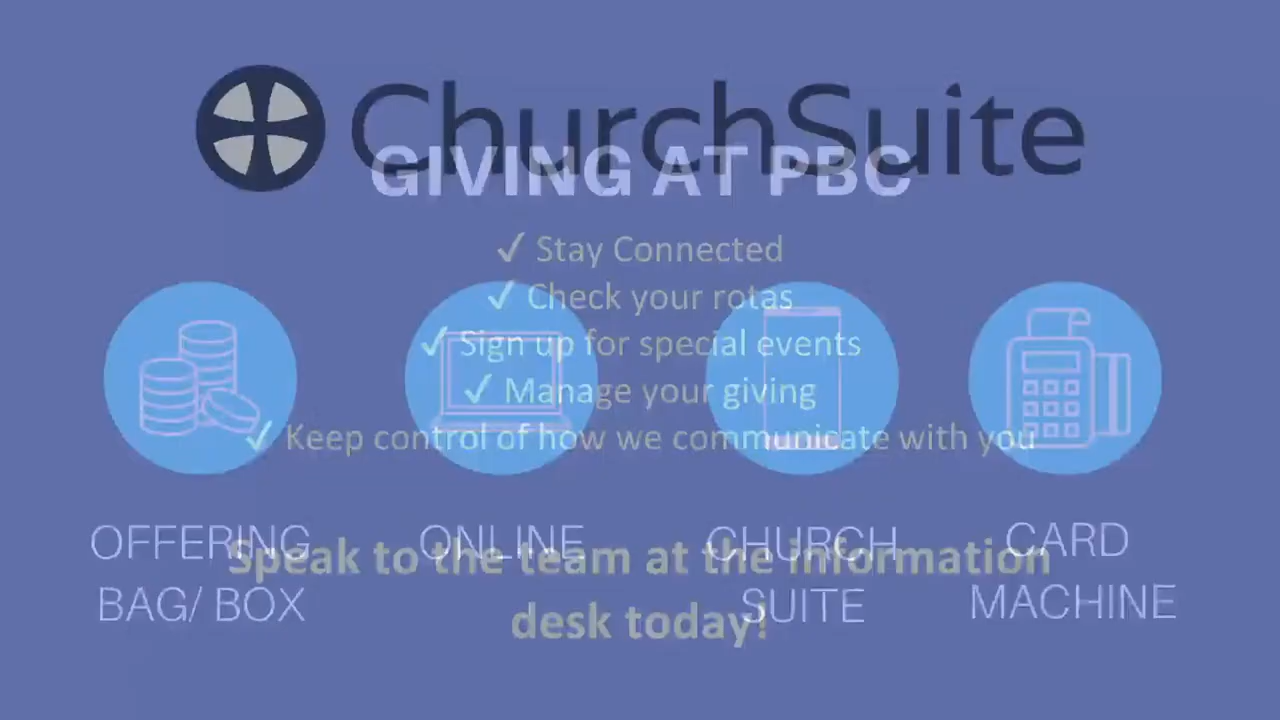 ChurchSuite
GIVING AT PBC
✓ Stay Connected
✓ Check your rotas
✓ Sign up for special events
✓ Manage your giving
✓ Keep control of how we communicate with you
Speak to the team at the information
desk today!
OFFERING
BAG/ BOX
ONLINE
CHURCH
SUITE
CARD
MACHINE